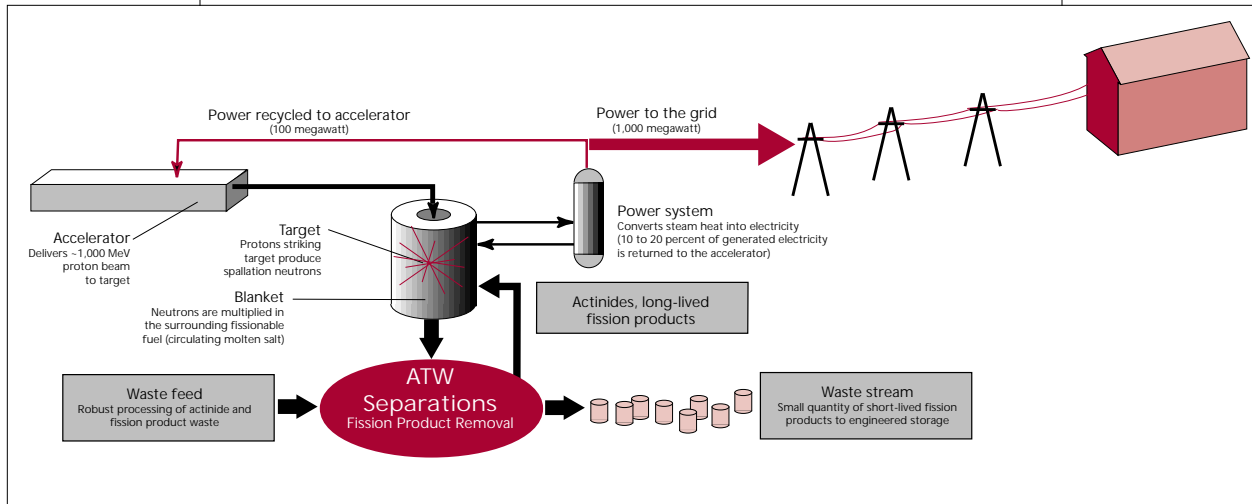 Power recycled to accelerator
(100 megawatt)
Power to the grid
(1,000 megawatt)
Accelerator
Delivers ~1,000 MeV
proton beam
to target
Target
Protons striking
target produce
spallation neutrons
Power system
Converts steam heat into electricity
(10 to 20 percent of generated electricity
is returned to the accelerator)
Blanket
Neutrons are multiplied in
the surrounding fissionable
fuel (circulating molten salt)
Actinides, long-lived
fission products
Waste feed
Robust processing of actinide and
fission product waste
ATW
Separations
Fission Product Removal
Waste stream
Small quantity of short-lived fission
products to engineered storage